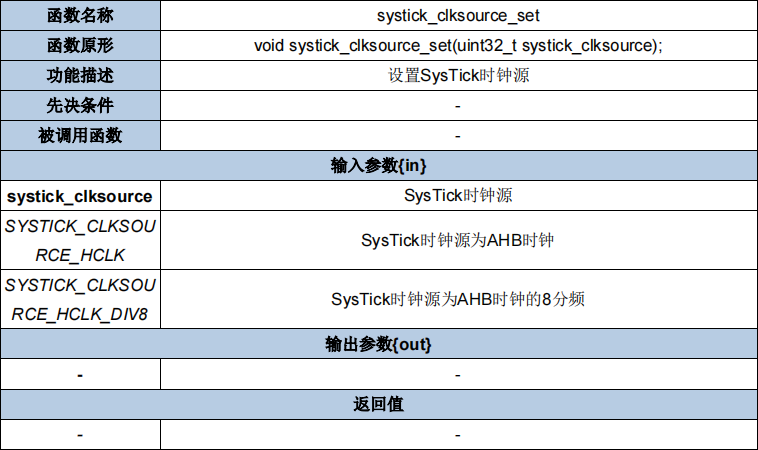 函数名称 systick_clksource_set
函数原形 void systick_clksource_set(uint32_t systick_clksource);
功能描述 设置SysTick时钟源
先决条件 -
被调用函数 -
输入参数{in}
systick_clksource SysTick时钟源
SYSTICK_CLKSOU
RCE_HCLK SysTick时钟源为AHB时钟
SYSTICK_CLKSOU
RCE_HCLK_DIV8 SysTick时钟源为AHB时钟的8分频
输出参数{out}
- -
返回值
- -